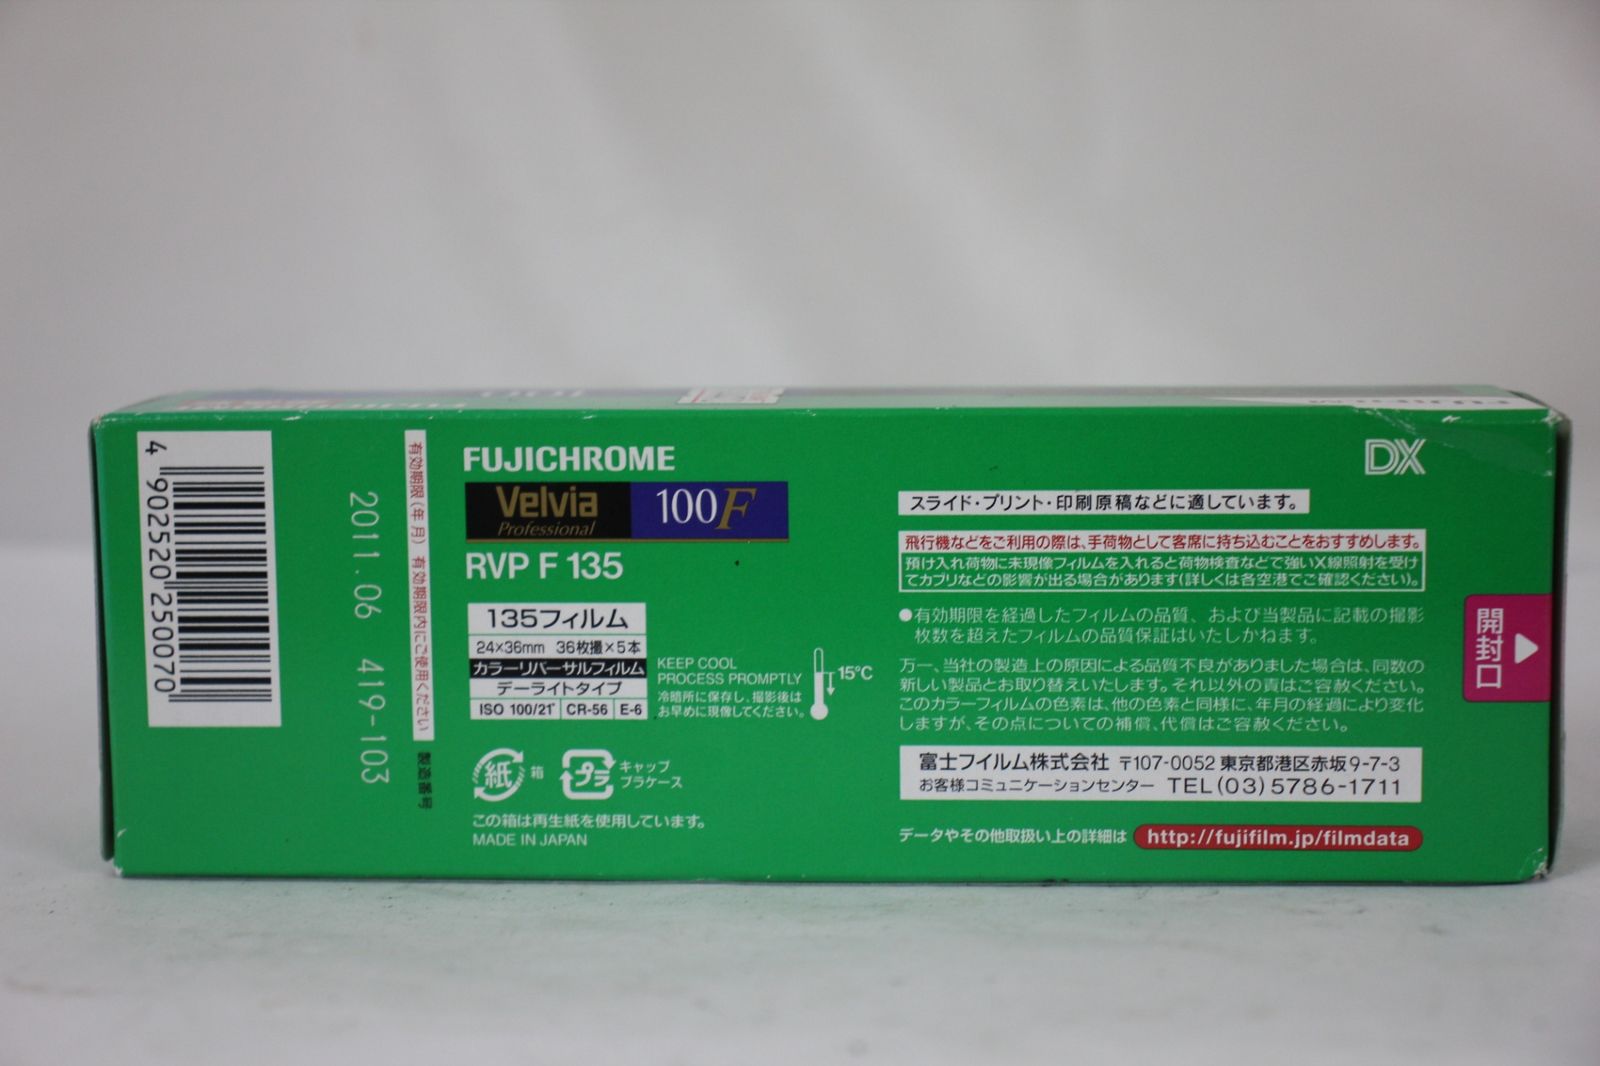 4 902520 250070
有効期限(年月) 有効期限内にご使用ください 製造番号
2011.06 419-103
FUJICHROME
Velvia 100F
Professional
RVP F 135
135フィルム
24×36mm 36枚撮×5本
カラーリバーサルフィルム
デーライトタイプ
ISO 100/21° CR-56 E-6
KEEP COOL
PROCESS PROMPTLY
冷暗所に保存し、撮影後は
お早めに現像してください。
15℃
紙 箱
プラ キャップ
プラケース
この箱は再生紙を使用しています。
MADE IN JAPAN
DX
スライド・プリント・印刷原稿などに適しています。
飛行機などをご利用の際は、手荷物として客席に持ち込むことをおすすめします。
預け入れ荷物に未現像フィルムを入れると荷物検査などで強いX線照射を受け
てカブリなどの影響が出る場合があります(詳しくは各空港でご確認ください)。
●有効期限を経過したフィルムの品質、および当製品に記載の撮影
枚数を超えたフィルムの品質保証はいたしかねます。
万一、当社の製造上の原因による品質不良がありました場合は、同数の
新しい製品とお取り替えいたします。それ以外の責はご容赦ください。
このカラーフィルムの色素は、他の色素と同様に、年月の経過により変化
しますが、その点についての補償、代償はご容赦ください。
富士フイルム株式会社 〒107-0052 東京都港区赤坂9-7-3
お客様コミュニケーションセンター TEL(03)5786-1711
データやその他取扱い上の詳細は http://fujifilm.jp/filmdata
開封口